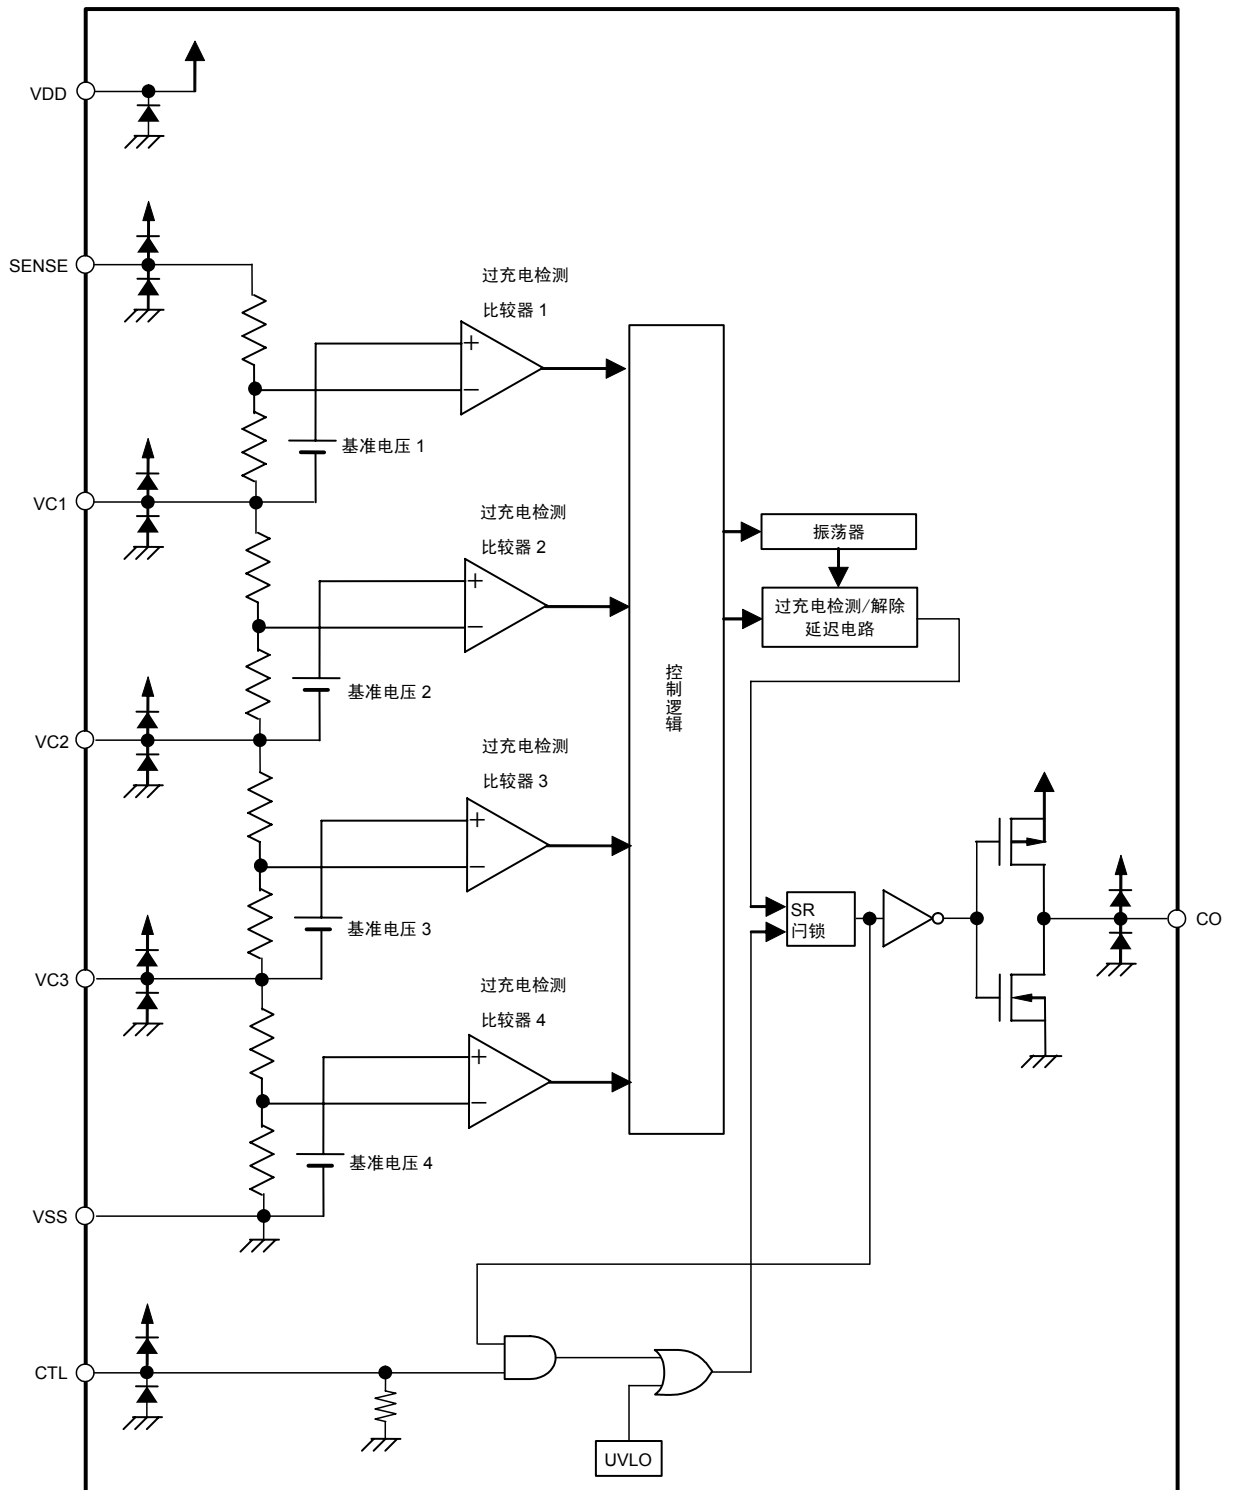 VDD
SENSE
过充电检测
比较器 1
+
−
基准电压 1
VC1
过充电检测
比较器 2
+
−
振荡器
过充电检测/解除
延迟电路
基准电压 2
控
制
逻
辑
VC2
过充电检测
比较器 3
+
−
SR
闩锁
CO
基准电压 3
VC3
过充电检测
比较器 4
+
−
基准电压 4
VSS
CTL
UVLO